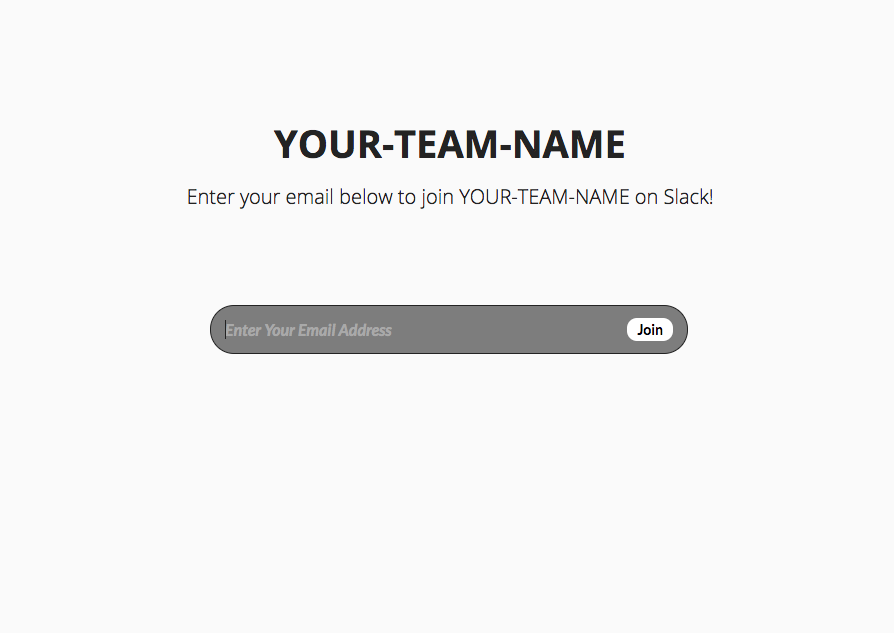 YOUR-TEAM-NAME
Enter your email below to join YOUR-TEAM-NAME on Slack!
Enter Your Email Address
Join